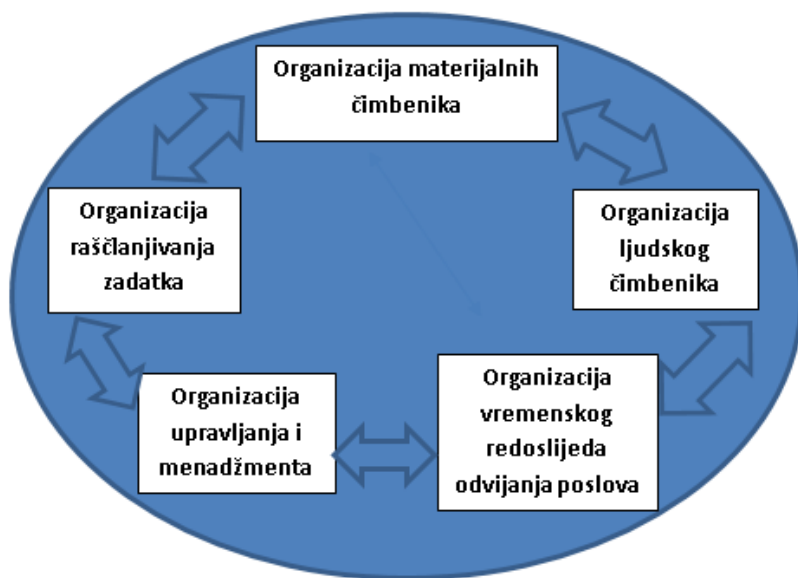 Organizacija materijalnih
čimbenika
Organizacija
raščlanjivanja
zadatka
Organizacija
ljudskog
čimbenika
Organizacija
upravljanja i
menadžmenta
Organizacija
vremenskog
redoslijeda
odvijanja poslova